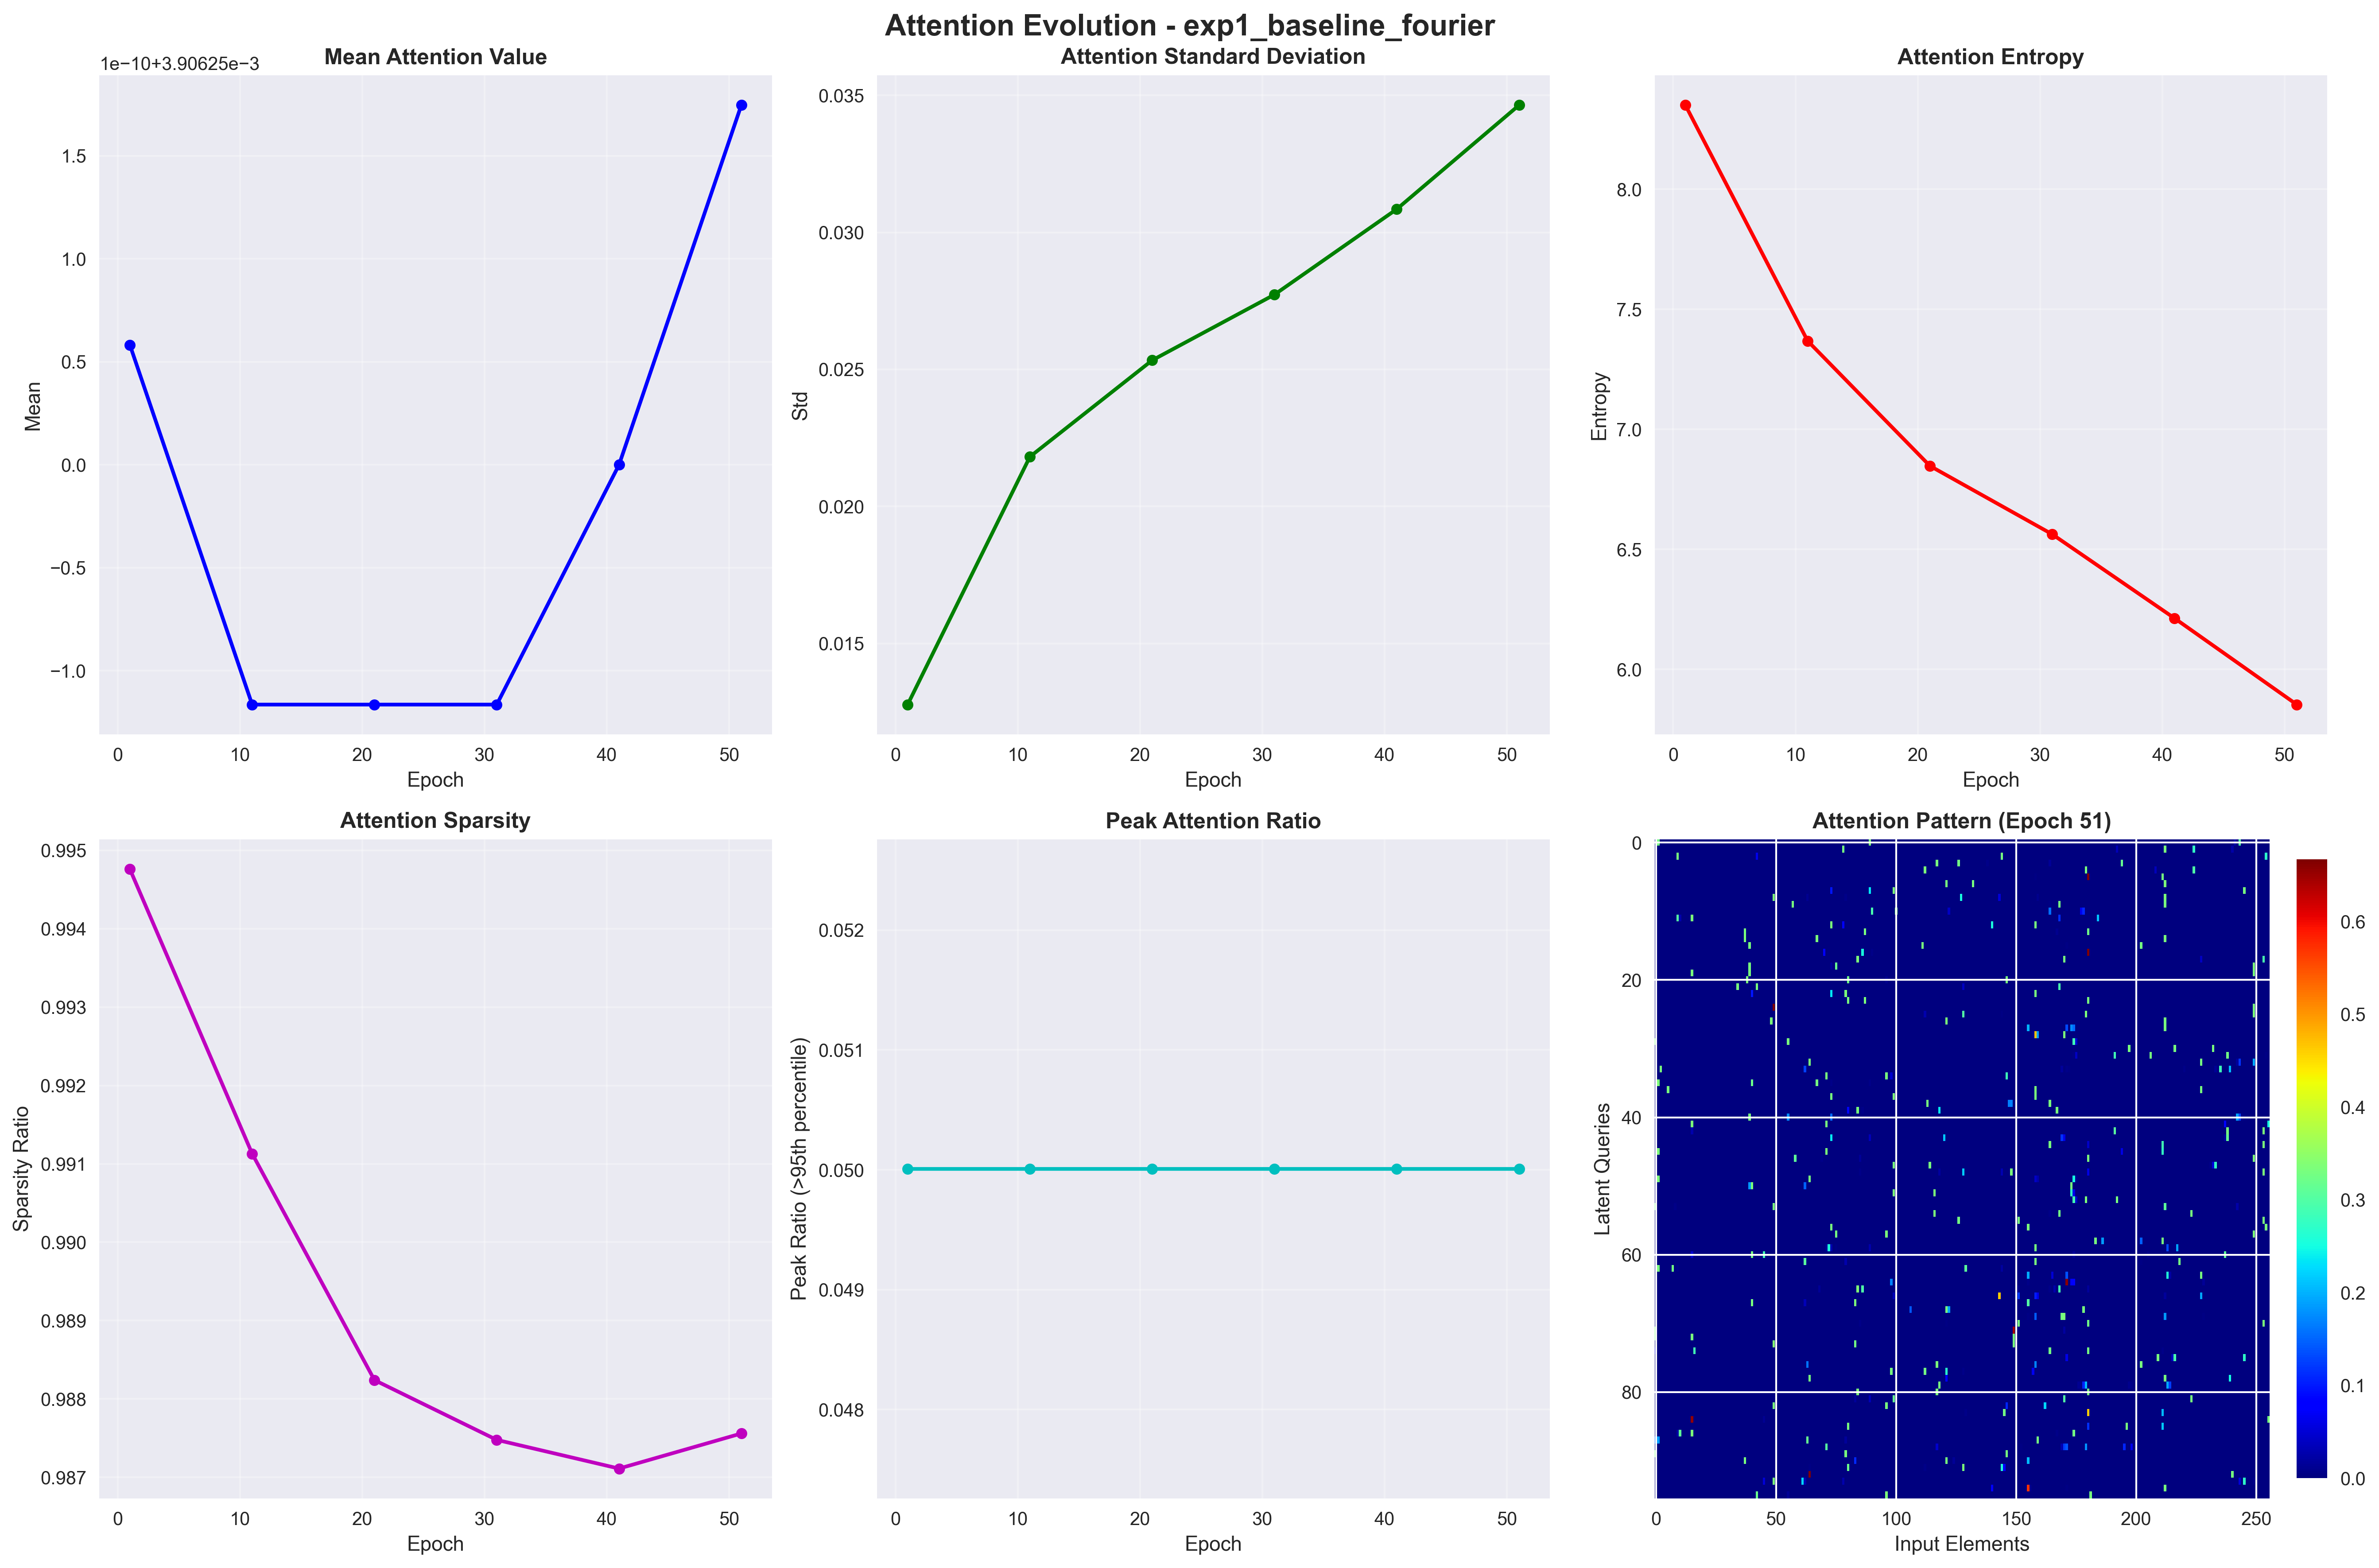 Attention Evolution - exp1_baseline_fourier
Mean Attention Value
1e−10+3.90625e−3
1.5
1.0
0.5
0.0
−0.5
−1.0
Mean
0 10 20 30 40 50
Epoch
Attention Standard Deviation
0.035
0.030
0.025
0.020
0.015
Std
0 10 20 30 40 50
Epoch
Attention Entropy
8.0
7.5
7.0
6.5
6.0
Entropy
0 10 20 30 40 50
Epoch
Attention Sparsity
0.995
0.994
0.993
0.992
0.991
0.990
0.989
0.988
0.987
Sparsity Ratio
0 10 20 30 40 50
Epoch
Peak Attention Ratio
0.052
0.051
0.050
0.049
0.048
Peak Ratio (>95th percentile)
0 10 20 30 40 50
Epoch
Attention Pattern (Epoch 51)
0
20
40
60
80
Latent Queries
0 50 100 150 200 250
Input Elements
0.6
0.5
0.4
0.3
0.2
0.1
0.0